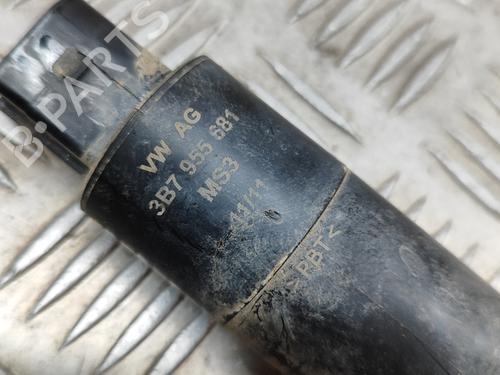 B-PARTS
VW AG
3B7 955 681
MS3
>PBT<